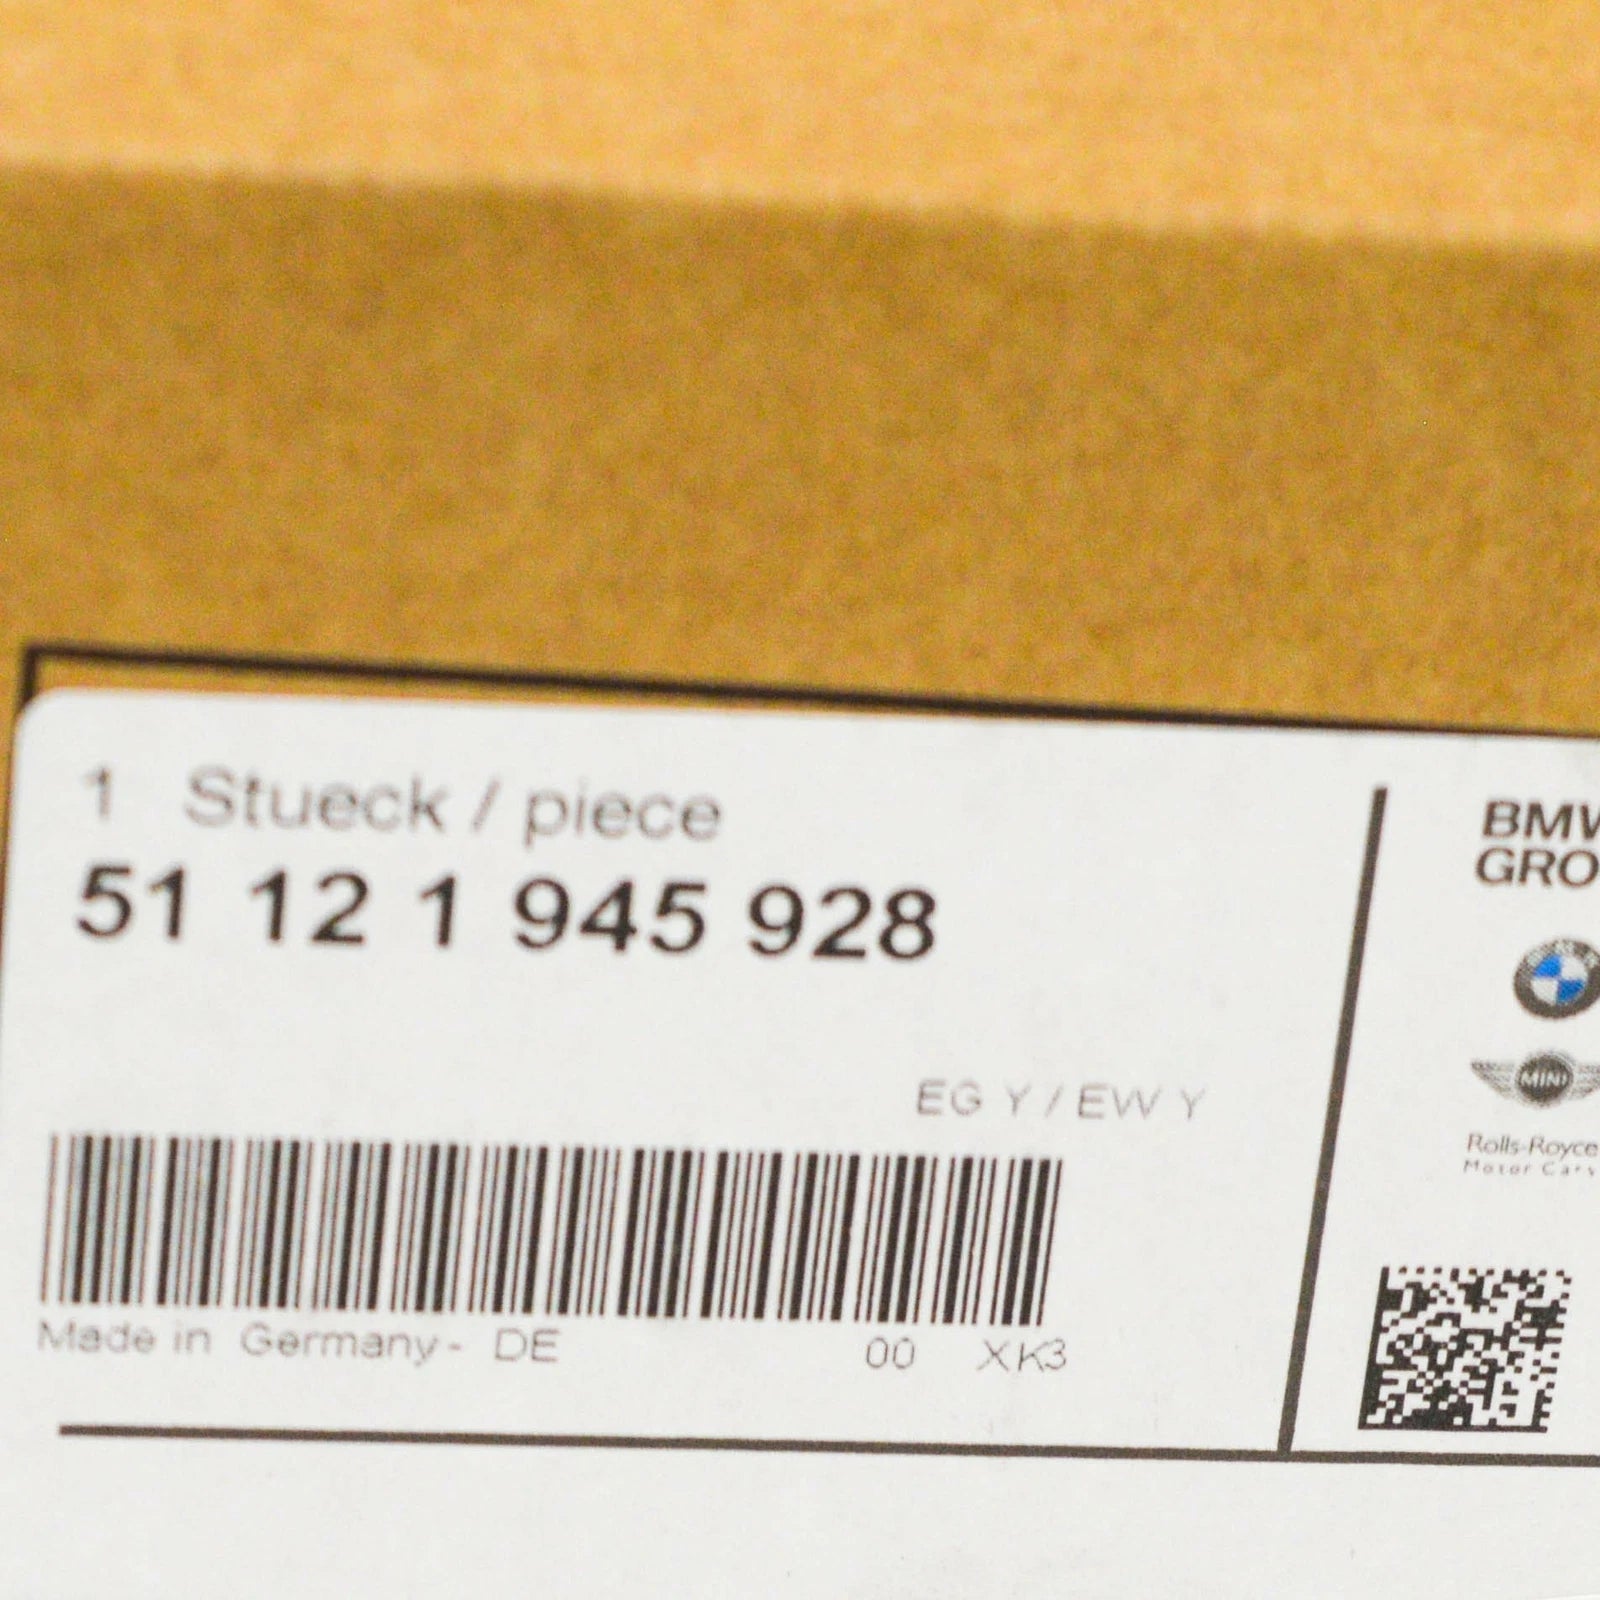 1 Stueck / piece
51 12 1 945 928
EG Y / EW Y
Made in Germany - DE 00 XK3
BMW
GRO
MINI
Rolls-Royce
Motor Cars